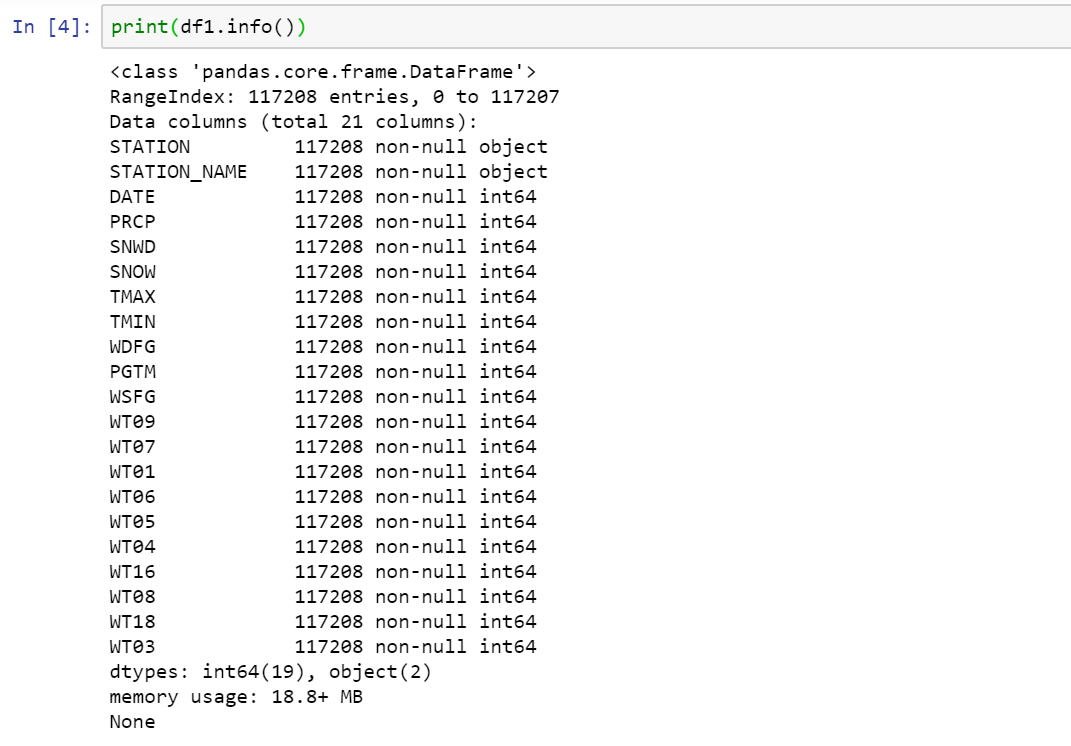 In [4]: print(df1.info())
<class 'pandas.core.frame.DataFrame'>
RangeIndex: 117208 entries, 0 to 117207
Data columns (total 21 columns):
STATION         117208 non-null object
STATION_NAME    117208 non-null object
DATE            117208 non-null int64
PRCP            117208 non-null int64
SNWD            117208 non-null int64
SNOW            117208 non-null int64
TMAX            117208 non-null int64
TMIN            117208 non-null int64
WDFG            117208 non-null int64
PGTM            117208 non-null int64
WSFG            117208 non-null int64
WT09            117208 non-null int64
WT07            117208 non-null int64
WT01            117208 non-null int64
WT06            117208 non-null int64
WT05            117208 non-null int64
WT04            117208 non-null int64
WT16            117208 non-null int64
WT08            117208 non-null int64
WT18            117208 non-null int64
WT03            117208 non-null int64
dtypes: int64(19), object(2)
memory usage: 18.8+ MB
None